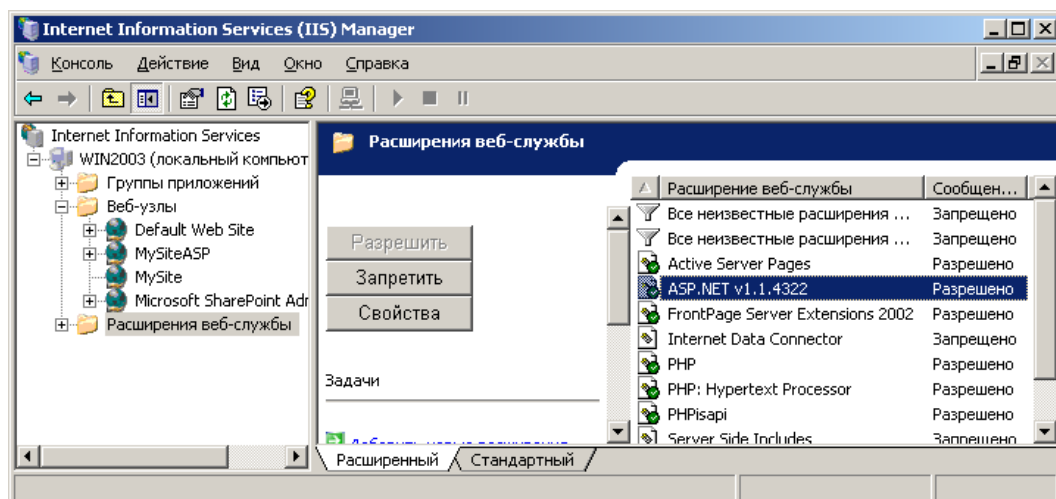 Internet Information Services (IIS) Manager
Консоль Действие Вид Окно Справка
Internet Information Services
WIN2003 (локальный компьют
Группы приложений
Веб-узлы
Default Web Site
MySiteASP
MySite
Microsoft SharePoint Adr
Расширения веб-службы
Расширения веб-службы
Разрешить
Запретить
Свойства
Задачи
Расширение веб-службы Сообщен...
Все неизвестные расширения ... Запрещено
Все неизвестные расширения ... Запрещено
Active Server Pages Разрешено
ASP.NET v1.1.4322 Разрешено
FrontPage Server Extensions 2002 Разрешено
Internet Data Connector Запрещено
PHP Разрешено
PHP: Hypertext Processor Разрешено
PHPisapi Разрешено
Server Side Includes Запрещено
Расширенный Стандартный